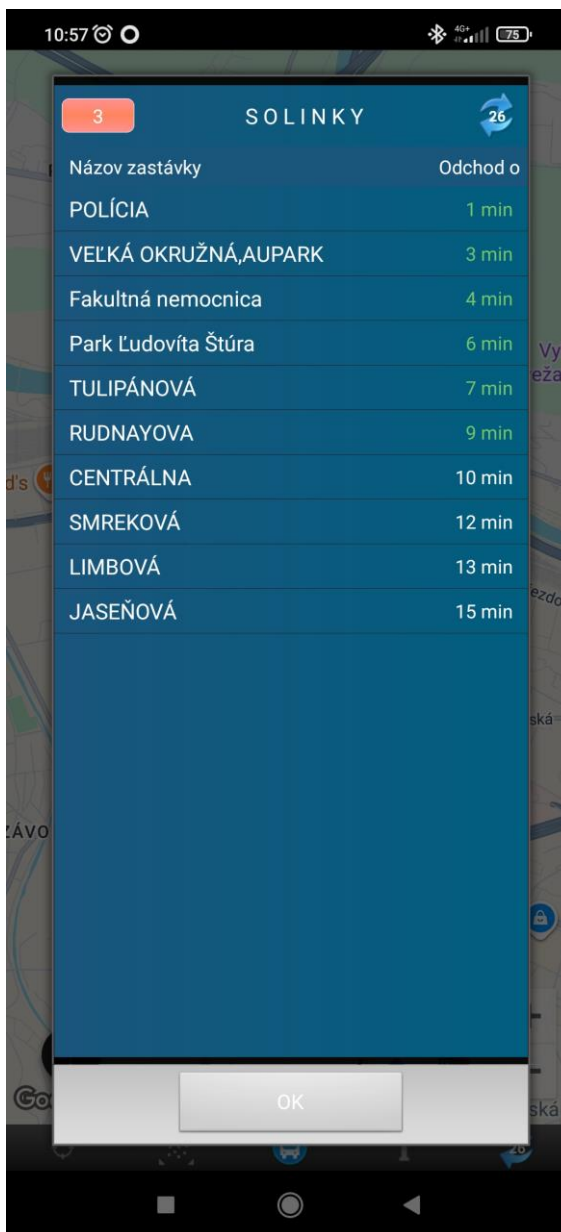 10:57
4G+
75
3 SOLINKY 26
Názov zastávky Odchod o
POLÍCIA 1 min
VEĽKÁ OKRUŽNÁ,AUPARK 3 min
Fakultná nemocnica 4 min
Park Ľudovíta Štúra 6 min
TULIPÁNOVÁ 7 min
RUDNAYOVA 9 min
CENTRÁLNA 10 min
SMREKOVÁ 12 min
LIMBOVÁ 13 min
JASEŇOVÁ 15 min
OK
26